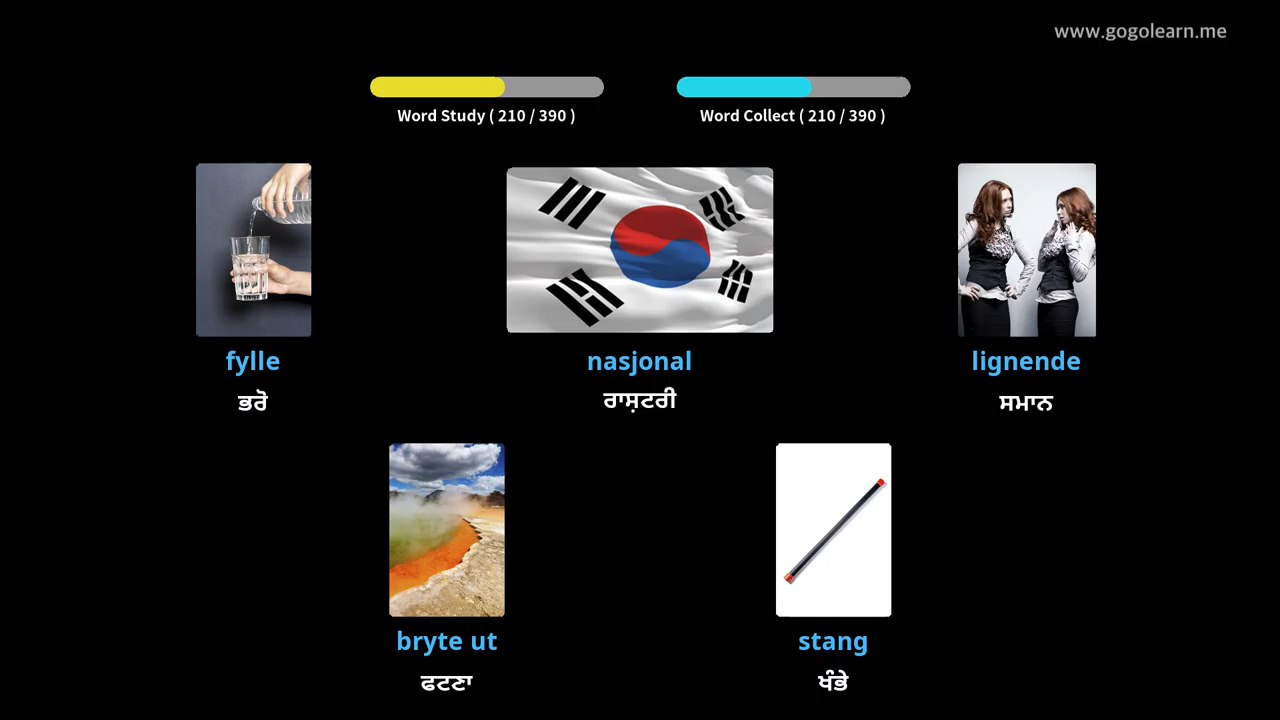 www.gogolearn.me
Word Study ( 210 / 390 )
Word Collect ( 210 / 390 )
fylle
nasjonal
lignende
ਭਰੋ
ਰਾਸ਼ਟਰੀ
ਸਮਾਨ
bryte ut
stang
ਫਟਣਾ
ਖੰਭੇ